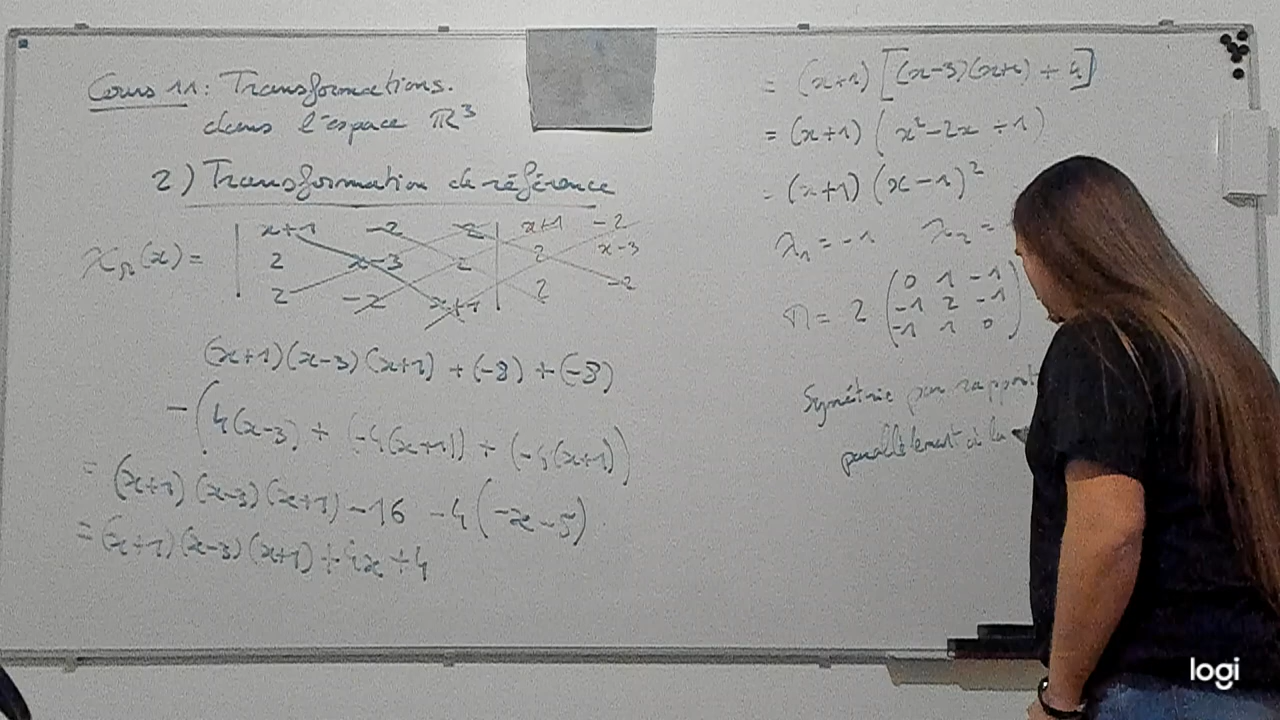 Cours 11: Transformations.
dans l'espace ℝ³
2) Transformation de référence
x+1 -2 -2 x+1 -2
χ_A(x) = 2 x-3 2 2 x-3
2 -2 x+1 2 -2
(x+1)(x-3)(x+1) + (-8) + (-8)
- (4(x-3) + (-4(x+1)) + (-4(x+1)))
= (x+1)(x-3)(x+1) - 16 - 4(-x-5)
= (x+1)(x-3)(x+1) + 4x + 4
= (x+1)[(x-3)(x+1) + 4]
= (x+1)(x²-2x+1)
= (x+1)(x-1)²
λ₁ = -1 λ₂ =
0 1 -1
Π = 2 -1 2 -1
-1 1 0
Symétrie par rapport
parallèlement à la
logi